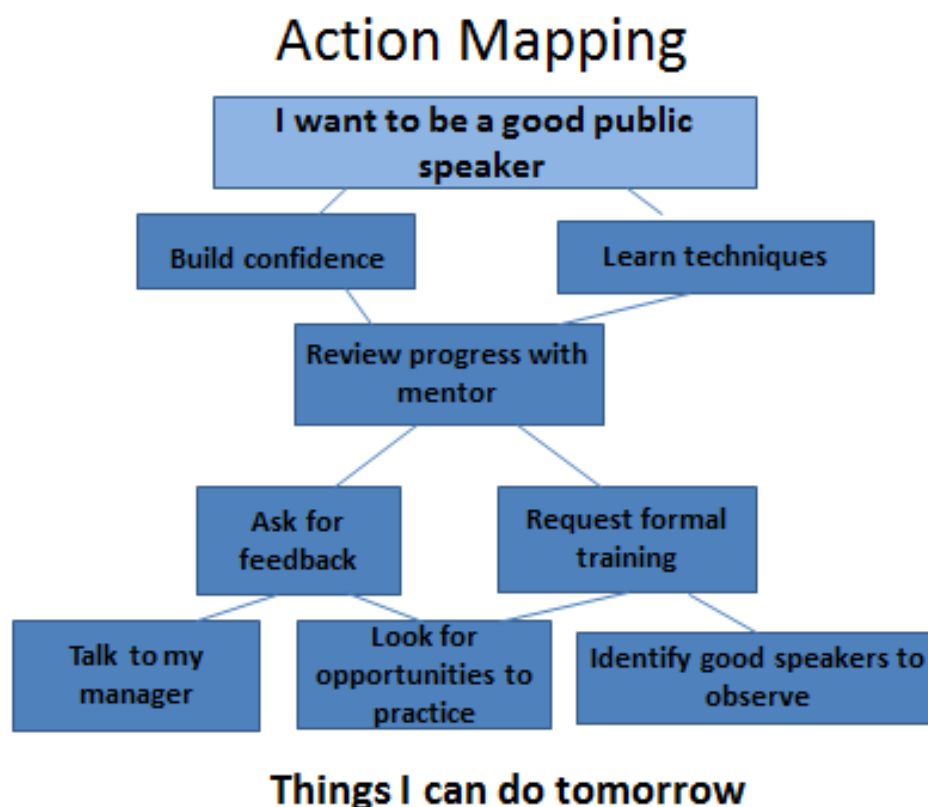 Action Mapping
I want to be a good public
speaker
Build confidence
Learn techniques
Review progress with
mentor
Ask for
feedback
Request formal
training
Talk to my
manager
Look for
opportunities to
practice
Identify good speakers to
observe
Things I can do tomorrow